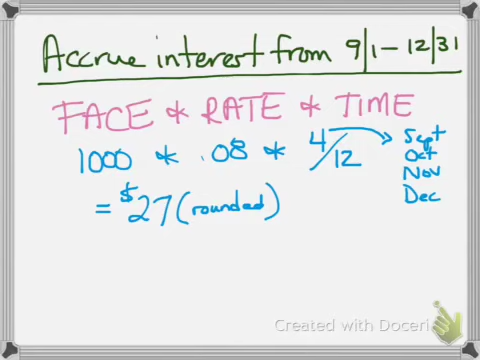 Accrue interest from 9|1 - 12|31
FACE * RATE * TIME
1000 * .08 * 4/12
Sept
Oct
Nov
Dec
= $27 (rounded)
Created with Doceri